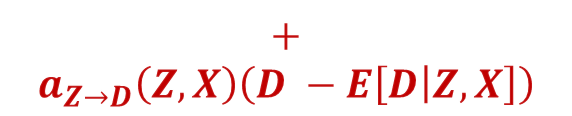 +
a_{Z→D}(Z, X)(D − E[D|Z, X])